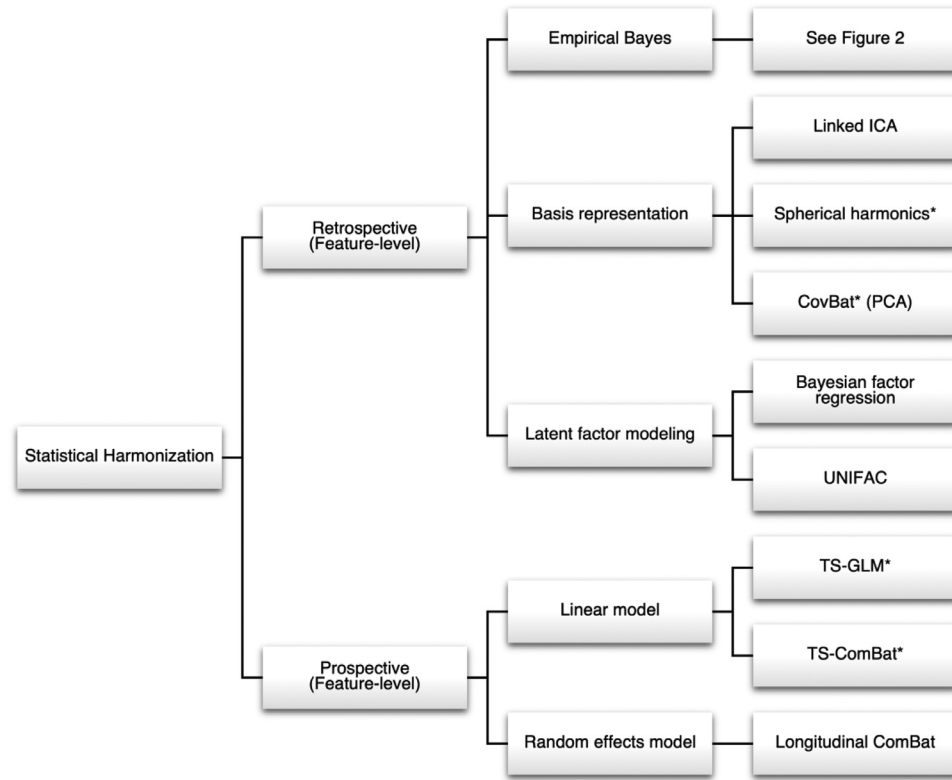 Empirical Bayes
See Figure 2
Linked ICA
Retrospective
(Feature-level)
Basis representation
Spherical harmonics*
CovBat* (PCA)
Bayesian factor
regression
Latent factor modeling
UNIFAC
Statistical Harmonization
TS-GLM*
Linear model
TS-ComBat*
Prospective
(Feature-level)
Random effects model
Longitudinal ComBat